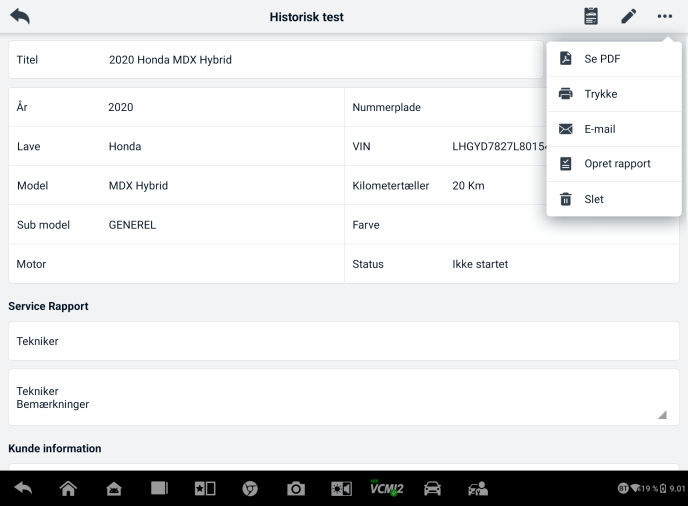 Historisk test
Titel 2020 Honda MDX Hybrid
Se PDF
Trykke
E-mail
Opret rapport
Slet
År 2020 Nummerplade
Lave Honda VIN LHGYD7827L8015
Model MDX Hybrid Kilometertæller 20 Km
Sub model GENEREL Farve
Motor Status Ikke startet
Service Rapport
Tekniker
Tekniker
Bemærkninger
Kunde information
VCMI2
BT 19 % 9.01